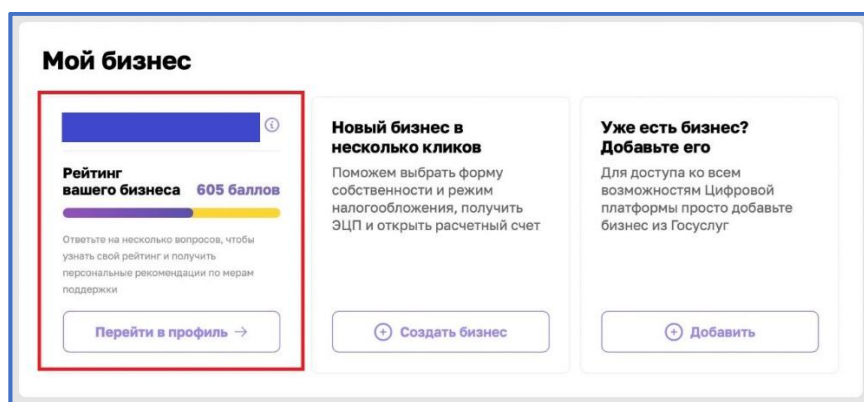 Мой бизнес
Рейтинг
вашего бизнеса 605 баллов
Ответьте на несколько вопросов, чтобы
узнать свой рейтинг и получить
персональные рекомендации по мерам
поддержки
Перейти в профиль →
Новый бизнес в
несколько кликов
Поможем выбрать форму
собственности и режим
налогообложения, получить
ЭЦП и открыть расчетный счет
Создать бизнес
Уже есть бизнес?
Добавьте его
Для доступа ко всем
возможностям Цифровой
платформы просто добавьте
бизнес из Госуслуг
Добавить